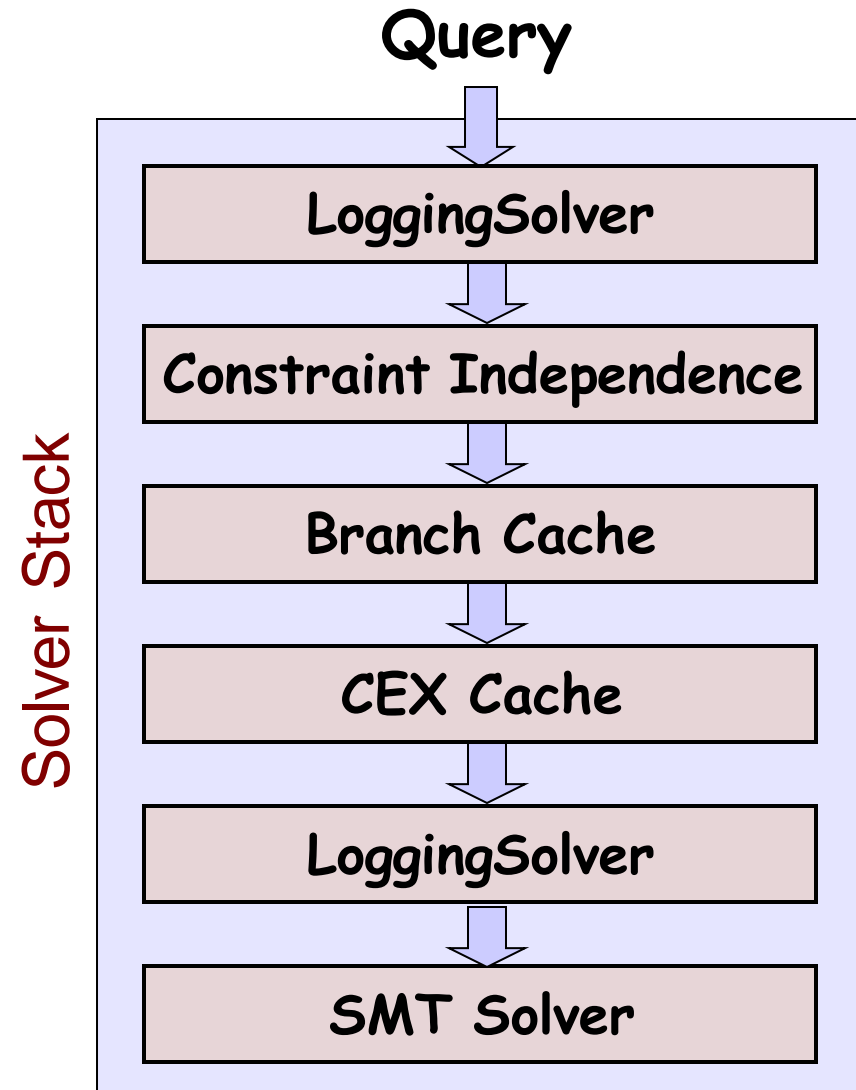 Query
LoggingSolver
Constraint Independence
Branch Cache
CEX Cache
LoggingSolver
SMT Solver
Solver Stack